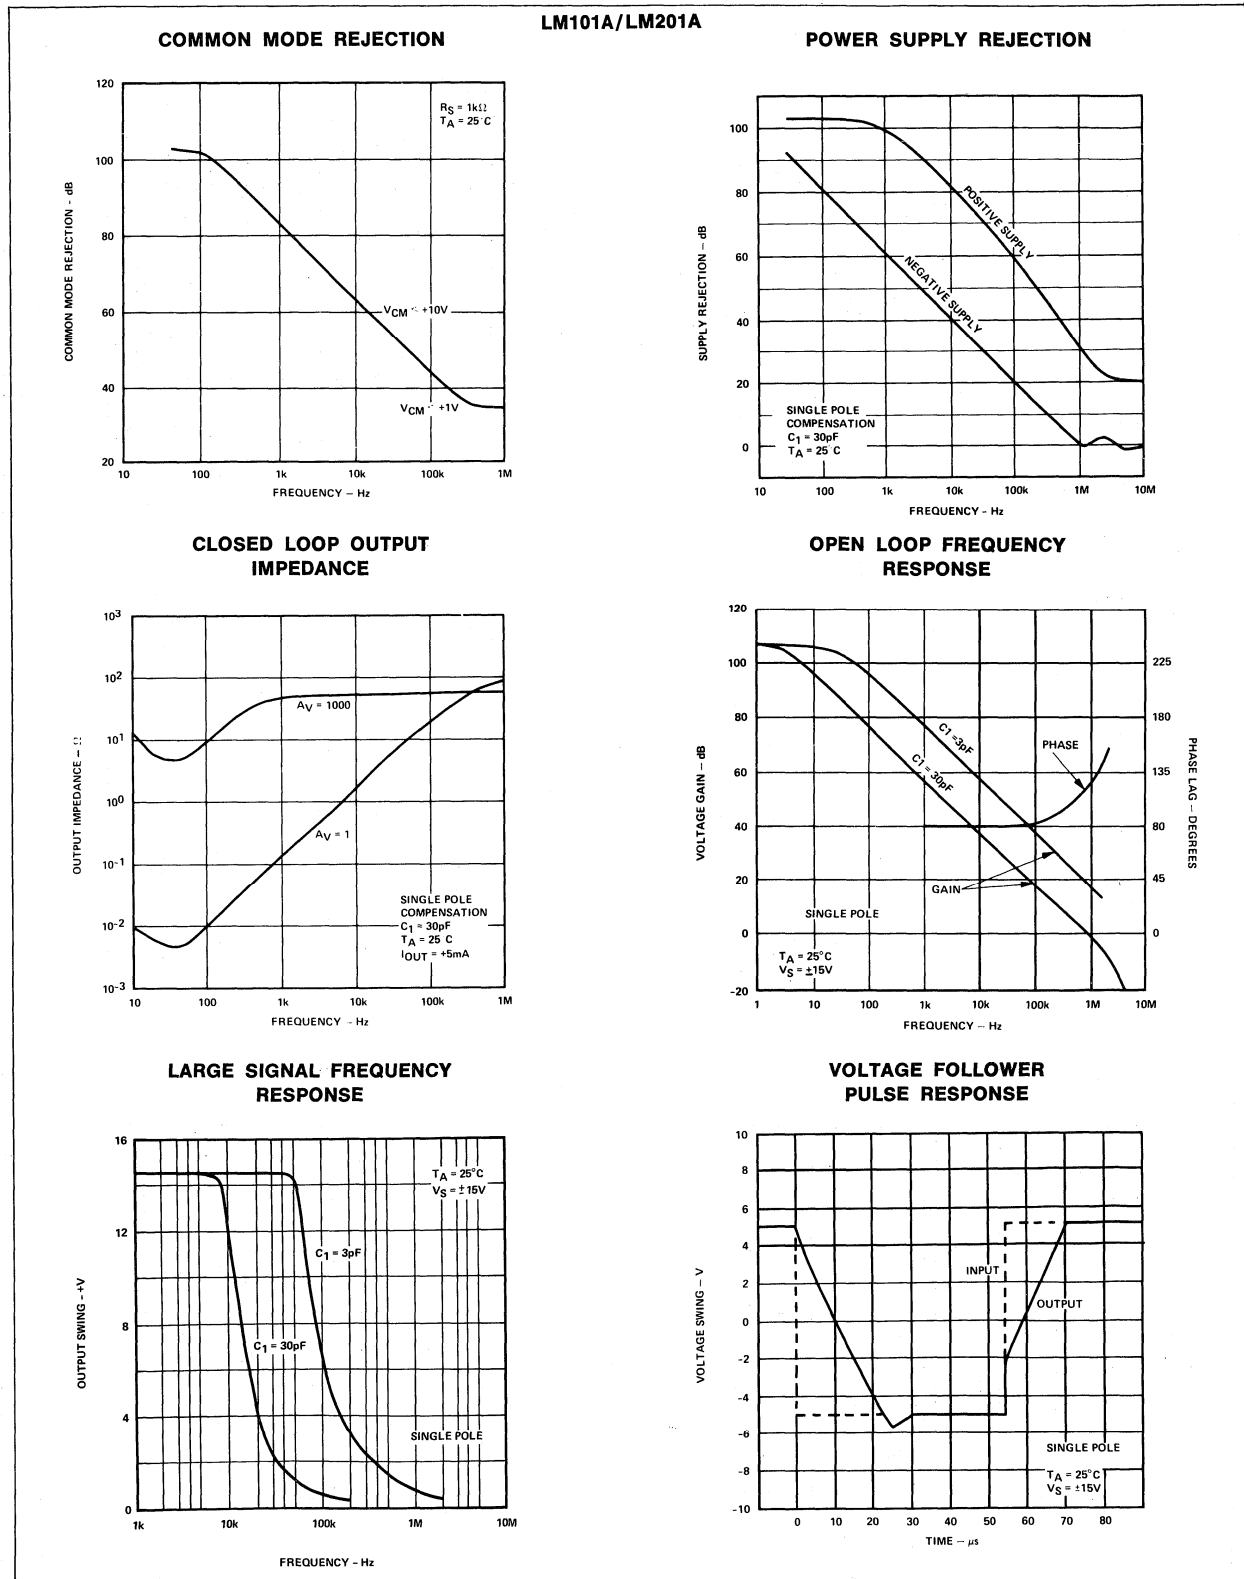 LM101A/LM201A
COMMON MODE REJECTION
120
100
80
60
40
20
COMMON MODE REJECTION - dB
RS = 1kΩ
TA = 25°C
VCM < +10V
VCM < +1V
10 100 1k 10k 100k 1M
FREQUENCY – Hz
POWER SUPPLY REJECTION
100
80
60
40
20
0
SUPPLY REJECTION – dB
POSITIVE SUPPLY
NEGATIVE SUPPLY
SINGLE POLE
COMPENSATION
C1 = 30pF
TA = 25°C
10 100 1k 10k 100k 1M 10M
FREQUENCY - Hz
CLOSED LOOP OUTPUT
IMPEDANCE
10³
10²
10¹
10⁰
10⁻¹
10⁻²
10⁻³
OUTPUT IMPEDANCE – Ω
AV = 1000
AV = 1
SINGLE POLE
COMPENSATION
C1 = 30pF
TA = 25 C
IOUT = +5mA
10 100 1k 10k 100k 1M
FREQUENCY – Hz
OPEN LOOP FREQUENCY
RESPONSE
120
100
80
60
40
20
0
-20
VOLTAGE GAIN – dB
225
180
135
80
45
0
PHASE LAG – DEGREES
C1 =3pF
C1 = 30pF
PHASE
GAIN
SINGLE POLE
TA = 25°C
VS = ±15V
1 10 100 1k 10k 100k 1M 10M
FREQUENCY – Hz
LARGE SIGNAL FREQUENCY
RESPONSE
16
12
8
4
0
OUTPUT SWING - +V
TA = 25°C
VS = ±15V
C1 = 3pF
C1 = 30pF
SINGLE POLE
1k 10k 100k 1M 10M
FREQUENCY - Hz
VOLTAGE FOLLOWER
PULSE RESPONSE
10
8
6
4
2
0
-2
-4
-6
-8
-10
VOLTAGE SWING – V
INPUT
OUTPUT
SINGLE POLE
TA = 25°C
VS = ±15V
0 10 20 30 40 50 60 70 80
TIME – µs